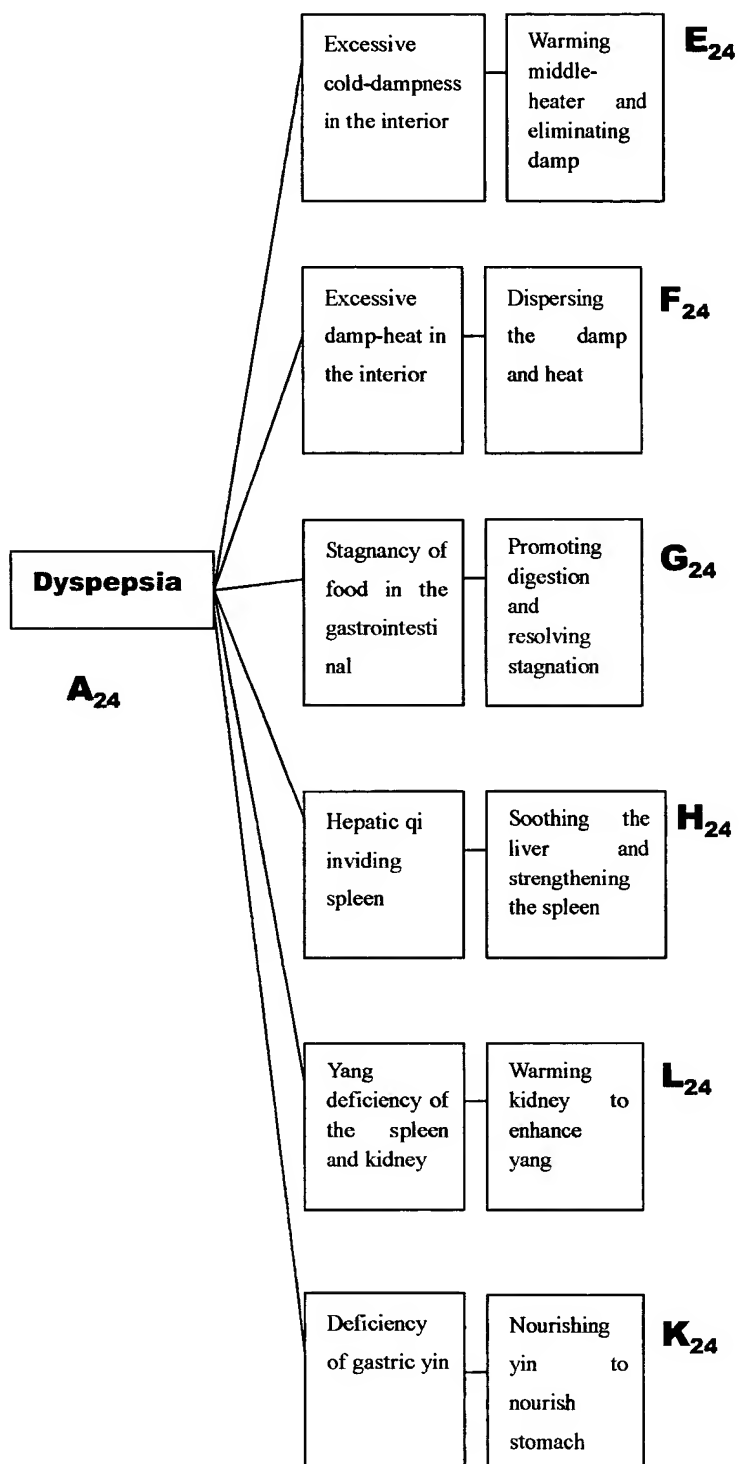 Excessive
cold-dampness
in the interior
Warming
middle-
heater and
eliminating
damp
E24
Excessive
damp-heat in
the interior
Dispersing
the damp
and heat
F24
Dyspepsia
A24
Stagnancy of
food in the
gastrointesti
nal
Promoting
digestion
and
resolving
stagnation
G24
Hepatic qi
inviding
spleen
Soothing the
liver and
strengthening
the spleen
H24
Yang
deficiency of
the spleen
and kidney
Warming
kidney to
enhance
yang
L24
Deficiency
of gastric yin
Nourishing
yin to
nourish
stomach
K24